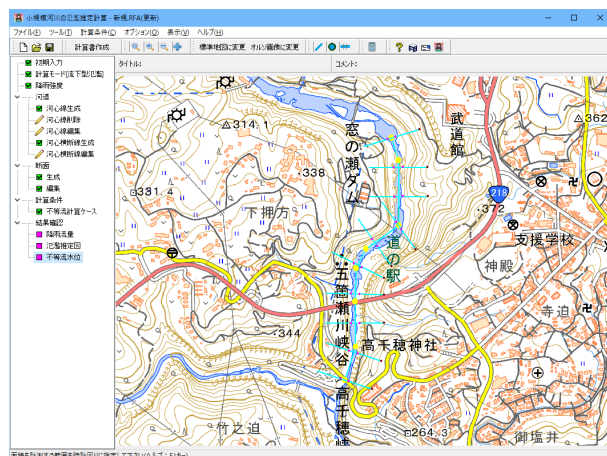 小規模河川の氾濫推定計算 - 新規.RFA(更新)
ファイル(F) ツール(T) 計算条件(C) オプション(O) 表示(V) ヘルプ(H)
計算書作成 標準地図に変更 オルソ画像に変更
タイトル: コメント:
初期入力
計算モード[流下型/氾濫]
降雨強度
河道
河心線生成
河心線削除
河心線編集
河心横断線生成
河心横断線編集
断面
生成
編集
計算条件
不等流計算ケース
結果確認
降雨流量
氾濫推定図
不等流水位
314.1
窓の瀬ダム
武道館
362
338
331.4
218
372
下押方
道の駅
支援学校
神殿
五箇瀬川峡谷
寺迫
344
高千穂神社
高千穂峡
竹之迫
264.3
御塩井